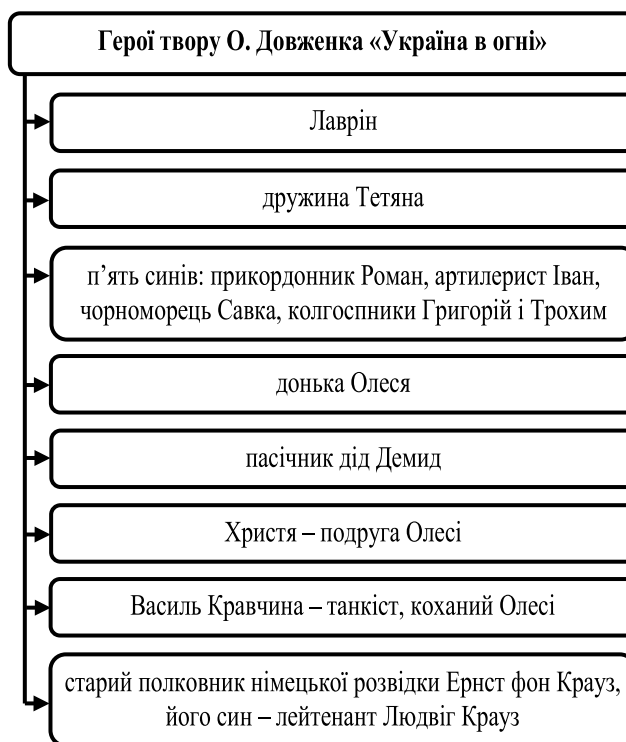 Герої твору О. Довженка «Україна в огні»
Лаврін
дружина Тетяна
п’ять синів: прикордонник Роман, артилерист Іван,
чорноморець Савка, колгоспники Григорій і Трохим
донька Олеся
пасічник дід Демид
Христя – подруга Олесі
Василь Кравчина – танкіст, коханий Олесі
старий полковник німецької розвідки Ернст фон Крауз,
його син – лейтенант Людвіг Крауз